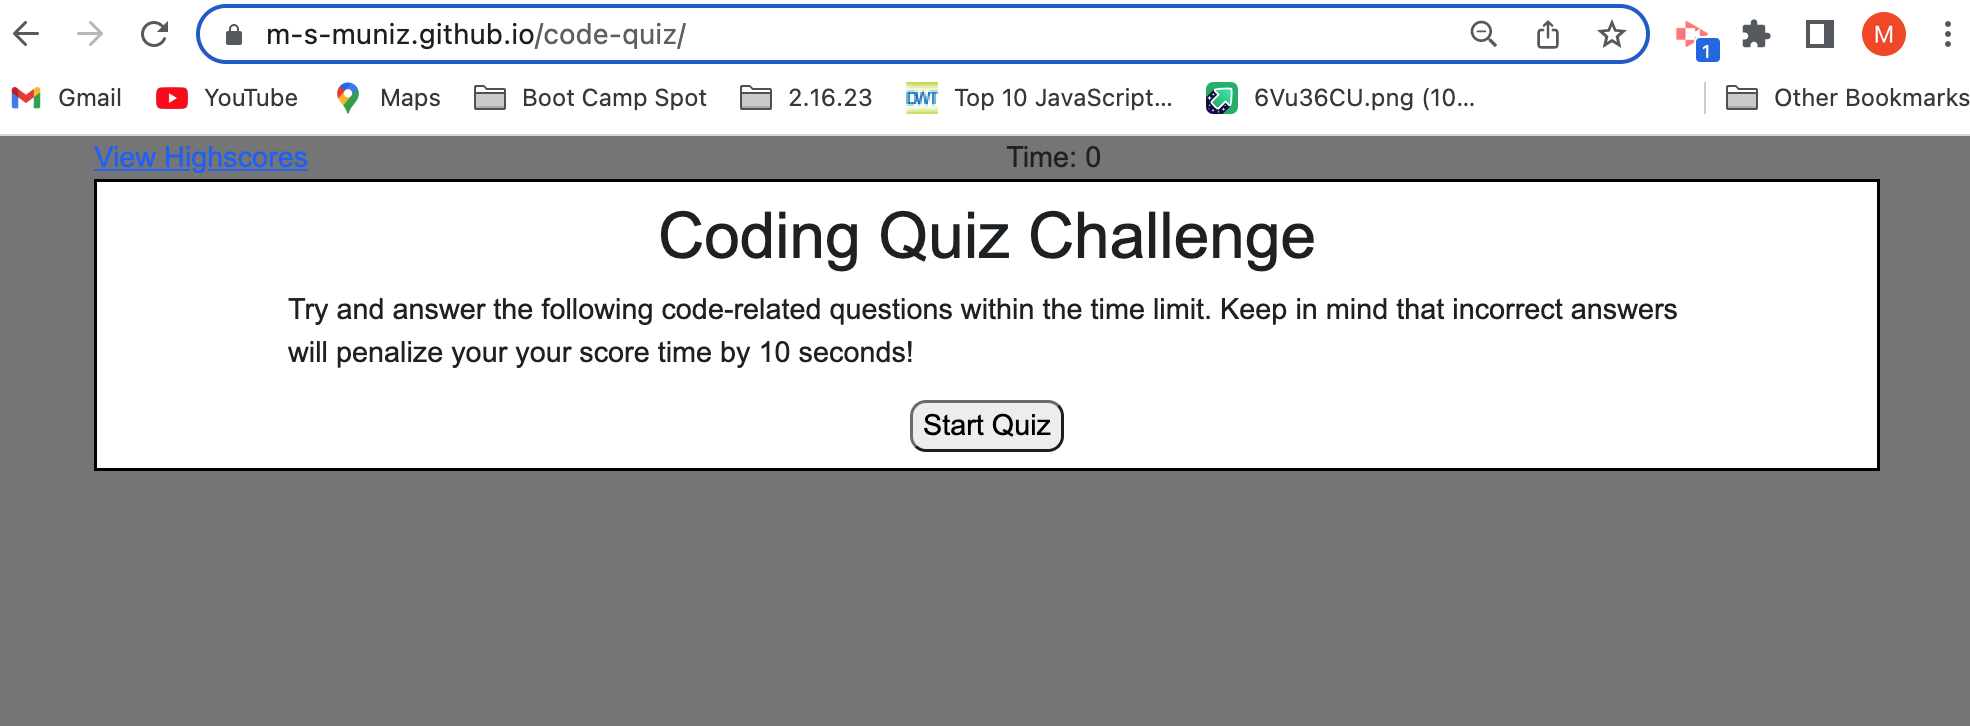 m-s-muniz.github.io/code-quiz/
1
M
Gmail YouTube Maps Boot Camp Spot 2.16.23 DWT Top 10 JavaScript... 6Vu36CU.png (10... Other Bookmarks
View Highscores Time: 0
Coding Quiz Challenge
Try and answer the following code-related questions within the time limit. Keep in mind that incorrect answers
will penalize your your score time by 10 seconds!
Start Quiz